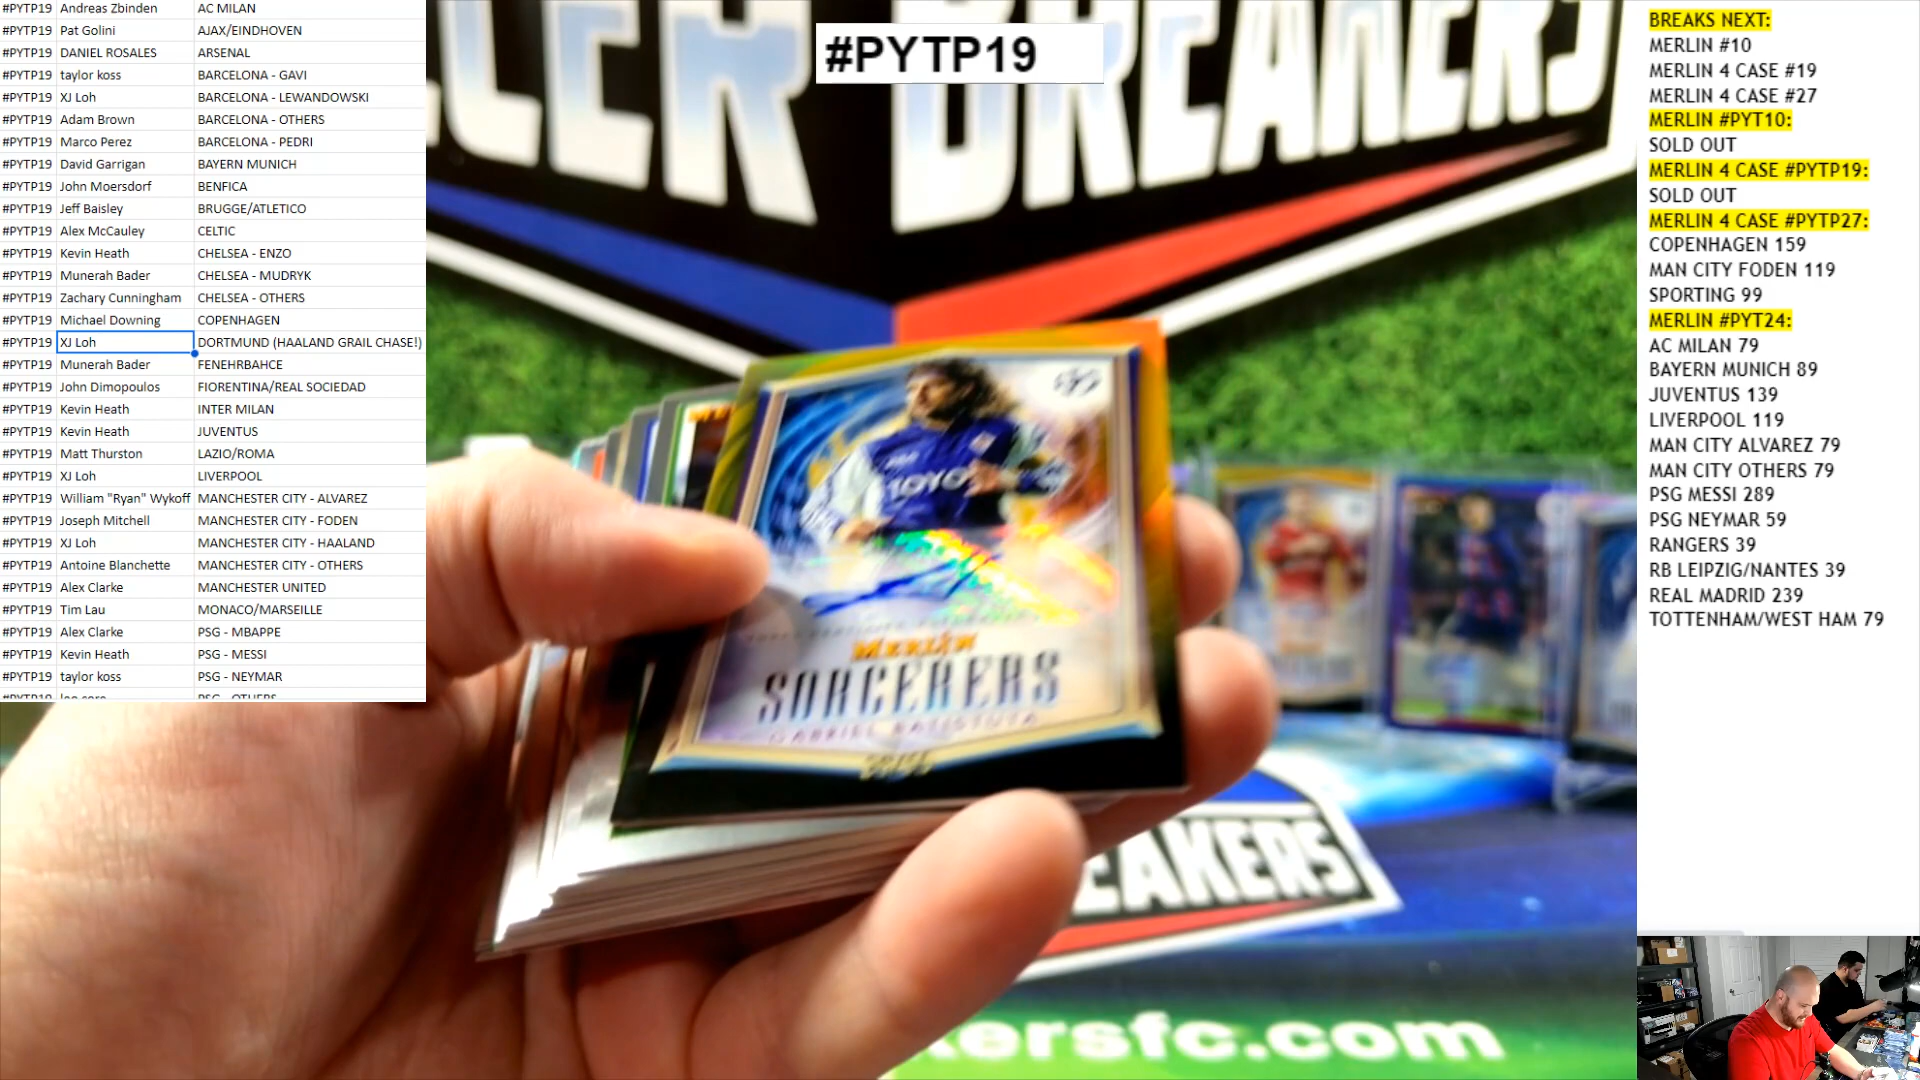 #PYTP19 Andreas Zbinden AC MILAN
#PYTP19 Pat Golini AJAX/EINDHOVEN
#PYTP19 DANIEL ROSALES ARSENAL
#PYTP19 taylor koss BARCELONA - GAVI
#PYTP19 XJ Loh BARCELONA - LEWANDOWSKI
#PYTP19 Adam Brown BARCELONA - OTHERS
#PYTP19 Marco Perez BARCELONA - PEDRI
#PYTP19 David Garrigan BAYERN MUNICH
#PYTP19 John Moersdorf BENFICA
#PYTP19 Jeff Baisley BRUGGE/ATLETICO
#PYTP19 Alex McCauley CELTIC
#PYTP19 Kevin Heath CHELSEA - ENZO
#PYTP19 Munerah Bader CHELSEA - MUDRYK
#PYTP19 Zachary Cunningham CHELSEA - OTHERS
#PYTP19 Michael Downing COPENHAGEN
#PYTP19 XJ Loh DORTMUND (HAALAND GRAIL CHASE!)
#PYTP19 Munerah Bader FENEHRBAHCE
#PYTP19 John Dimopoulos FIORENTINA/REAL SOCIEDAD
#PYTP19 Kevin Heath INTER MILAN
#PYTP19 Kevin Heath JUVENTUS
#PYTP19 Matt Thurston LAZIO/ROMA
#PYTP19 XJ Loh LIVERPOOL
#PYTP19 William "Ryan" Wykoff MANCHESTER CITY - ALVAREZ
#PYTP19 Joseph Mitchell MANCHESTER CITY - FODEN
#PYTP19 XJ Loh MANCHESTER CITY - HAALAND
#PYTP19 Antoine Blanchette MANCHESTER CITY - OTHERS
#PYTP19 Alex Clarke MANCHESTER UNITED
#PYTP19 Tim Lau MONACO/MARSEILLE
#PYTP19 Alex Clarke PSG - MBAPPE
#PYTP19 Kevin Heath PSG - MESSI
#PYTP19 taylor koss PSG - NEYMAR
#PYTP19
#PYTP19
BREAKERS
TOYO
MERLIN
SORCERERS
GABRIEL BATISTUTA
EAKERS
kersfc.com
BREAKS NEXT:
MERLIN #10
MERLIN 4 CASE #19
MERLIN 4 CASE #27
MERLIN #PYT10:
SOLD OUT
MERLIN 4 CASE #PYTP19:
SOLD OUT
MERLIN 4 CASE #PYTP27:
COPENHAGEN 159
MAN CITY FODEN 119
SPORTING 99
MERLIN #PYT24:
AC MILAN 79
BAYERN MUNICH 89
JUVENTUS 139
LIVERPOOL 119
MAN CITY ALVAREZ 79
MAN CITY OTHERS 79
PSG MESSI 289
PSG NEYMAR 59
RANGERS 39
RB LEIPZIG/NANTES 39
REAL MADRID 239
TOTTENHAM/WEST HAM 79